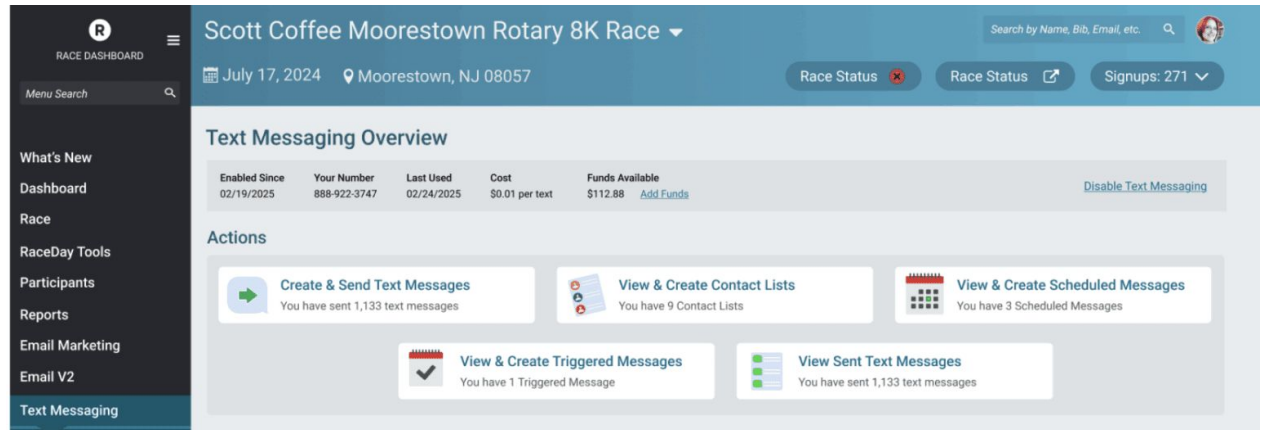 R
RACE DASHBOARD
Menu Search
What's New
Dashboard
Race
RaceDay Tools
Participants
Reports
Email Marketing
Email V2
Text Messaging
Scott Coffee Moorestown Rotary 8K Race
Search by Name, Bib, Email, etc.
July 17, 2024 Moorestown, NJ 08057
Race Status Race Status Signups: 271
Text Messaging Overview
Enabled Since Your Number Last Used Cost Funds Available
02/19/2025 888-922-3747 02/24/2025 $0.01 per text $112.88 Add Funds
Disable Text Messaging
Actions
Create & Send Text Messages
You have sent 1,133 text messages
View & Create Contact Lists
You have 9 Contact Lists
View & Create Scheduled Messages
You have 3 Scheduled Messages
View & Create Triggered Messages
You have 1 Triggered Message
View Sent Text Messages
You have sent 1,133 text messages